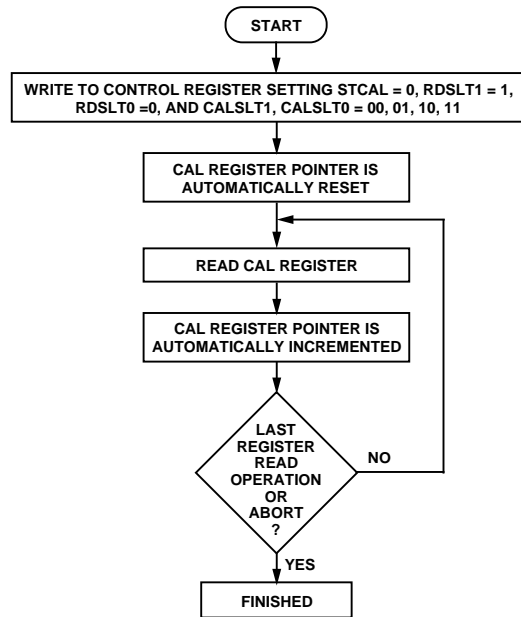 START
WRITE TO CONTROL REGISTER SETTING STCAL = 0, RDSLT1 = 1,
RDSLT0 =0, AND CALSLT1, CALSLT0 = 00, 01, 10, 11
CAL REGISTER POINTER IS
AUTOMATICALLY RESET
READ CAL REGISTER
CAL REGISTER POINTER IS
AUTOMATICALLY INCREMENTED
LAST
REGISTER
READ
OPERATION
OR
ABORT
?
NO
YES
FINISHED